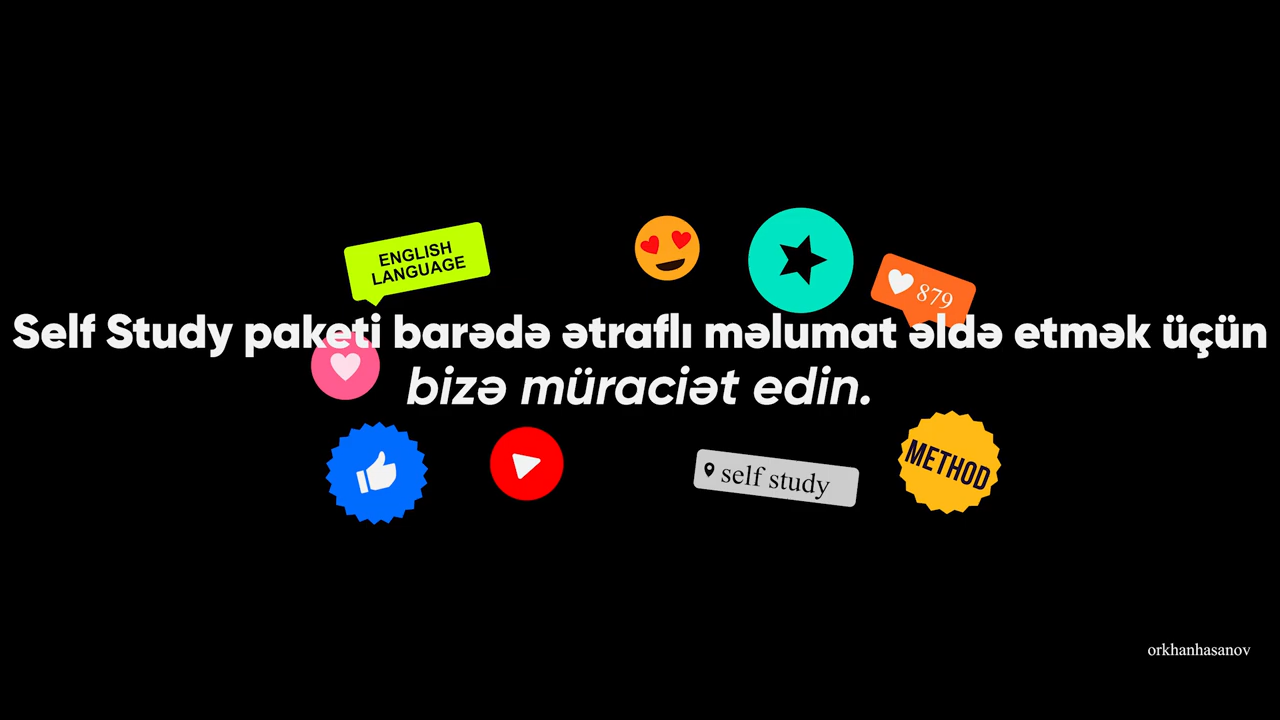 ENGLISH
LANGUAGE
879
Self Study paketi barədə ətraflı məlumat əldə etmək üçün
bizə müraciət edin.
self study
METHOD
orkhanhasanov